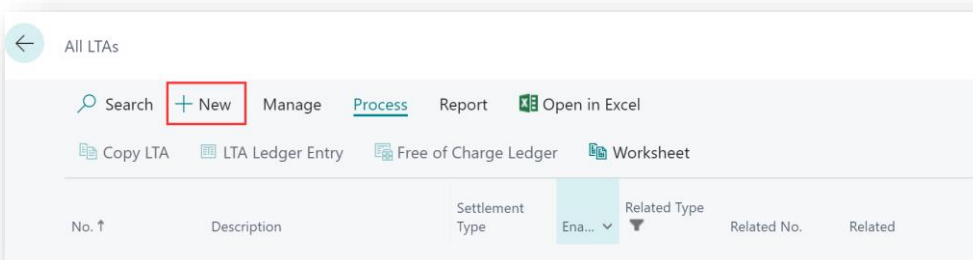 All LTAs
Search + New Manage Process Report Open in Excel
Copy LTA LTA Ledger Entry Free of Charge Ledger Worksheet
No. ↑ Description Settlement Type Ena... Related Type Related No. Related